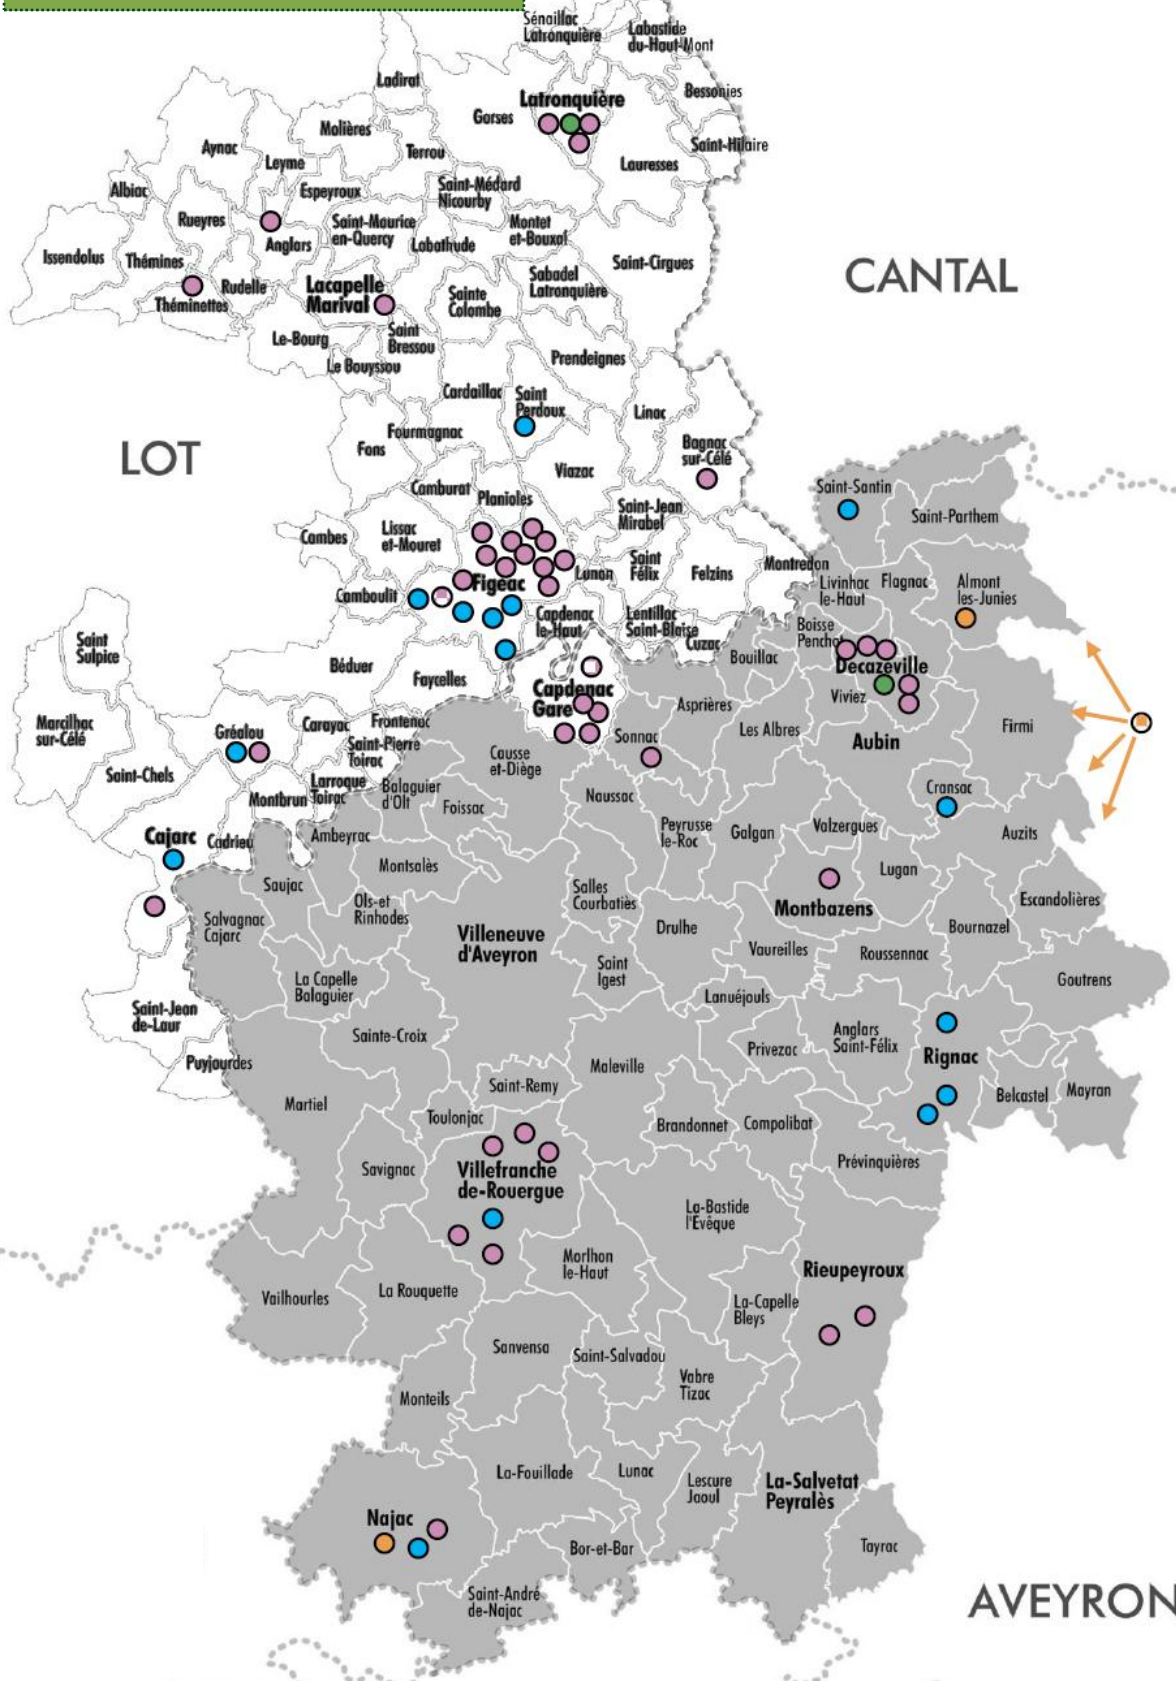 Sénaillac
Latronquière
Labastide
du-Haut-Mont
Ladirat
Bessonies
Latronquière
Gorses
Molières
Saint-Hilaire
Aynac
Terrou
Leyme
Lauresses
Albiac
Espeyroux
Saint-Médard
Nicourby
Rueyres
Saint-Maurice
en-Quercy
Montet
et-Bouxal
Anglars
Labathude
Issendolus
Thémines
Saint-Cirgues
CANTAL
Sabadel
Latronquière
Rudelle
Lacapelle
Marival
Sainte
Colombe
Théminettes
Le-Bourg
Saint
Bressou
Prendeignes
Le Bouyssou
Cardaillac
Saint
Perdoux
Linac
Fourmagnac
LOT
Fons
Bagnac
sur-Célé
Viazac
Camburat
Planioles
Saint-Santin
Saint-Jean
Mirabel
Saint-Parthem
Cambes
Lissac
et-Mouret
Saint
Félix
Montredon
Lunan
Felzins
Figeac
Livinhac
le-Haut
Flagnac
Almont
les-Junies
Camboulit
Capdenac
le-Haut
Lentillac
Saint-Blaise
Boisse
Penchot
Saint
Sulpice
Cuzac
Bouillac
Béduer
Decazeville
Faycelles
Capdenac
Gare
Viviez
Asprières
Marcilhac
sur-Célé
Gréalou
Carayac
Frontenac
Les Albres
Firmi
Sonnac
Aubin
Saint-Pierre
Toirac
Causse
et-Diège
Saint-Chels
Larroque
Toirac
Balaguier
d'Olt
Cransac
Montbrun
Foissac
Naussac
Cajarc
Cadrieu
Ambeyrac
Peyrusse
le-Roc
Galgan
Valzergues
Auzits
Montsalès
Lugan
Saujac
Salles
Courbatiès
Ols-et
Rinhodes
Montbazens
Escandolières
Salvagnac
Cajarc
Villeneuve
d'Aveyron
Drulhe
Bournazel
Vaureilles
Roussennac
Saint
Igest
La Capelle
Balaguier
Goutrens
Lanuéjouls
Saint-Jean
de-Laur
Sainte-Croix
Anglars
Saint-Félix
Privezac
Rignac
Puyjourdes
Maleville
Saint-Remy
Belcastel
Mayran
Martiel
Toulonjac
Brandonnet
Compolibat
Savignac
Villefranche
de-Rouergue
Prévinquières
La-Bastide
l'Evêque
Morlhon
le-Haut
Rieupeyroux
Vailhourles
La Rouquette
La-Capelle
Bleys
Sanvensa
Saint-Salvadou
Vabre
Tizac
Monteils
La-Fouillade
Lunac
Lescure
Jaoul
La-Salvetat
Peyralès
Najac
Bor-et-Bar
Tayrac
Saint-André
de-Najac
AVEYRON